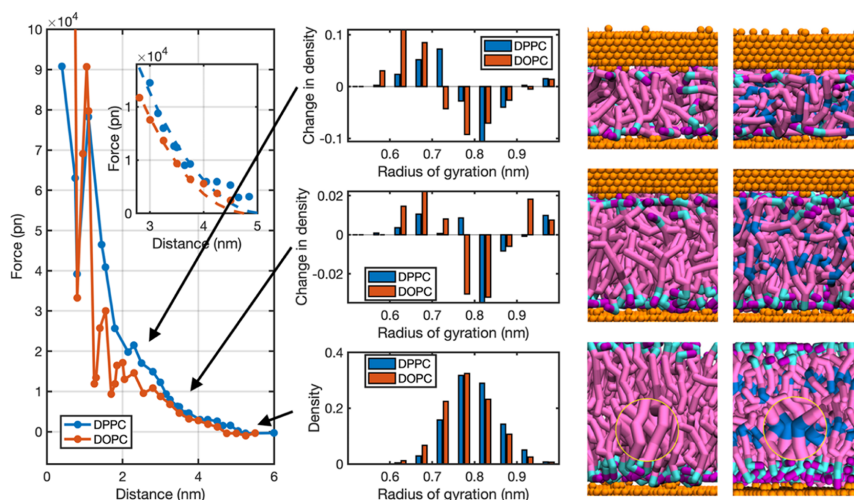 10 × 10⁴
9
8
7
6
5
4
3
2
1
0
Force (pn)
0 2 4 6
Distance (nm)
DPPC
DOPC
× 10⁴
1
0
Force (pn)
3 4 5
Distance (nm)
0.1
0
-0.1
Change in density
DPPC
DOPC
0.6 0.7 0.8 0.9
Radius of gyration (nm)
0.02
0
-0.02
Change in density
DPPC
DOPC
0.6 0.7 0.8 0.9
Radius of gyration (nm)
0.4
0.2
0
Density
DPPC
DOPC
0.6 0.7 0.8 0.9
Radius of gyration (nm)